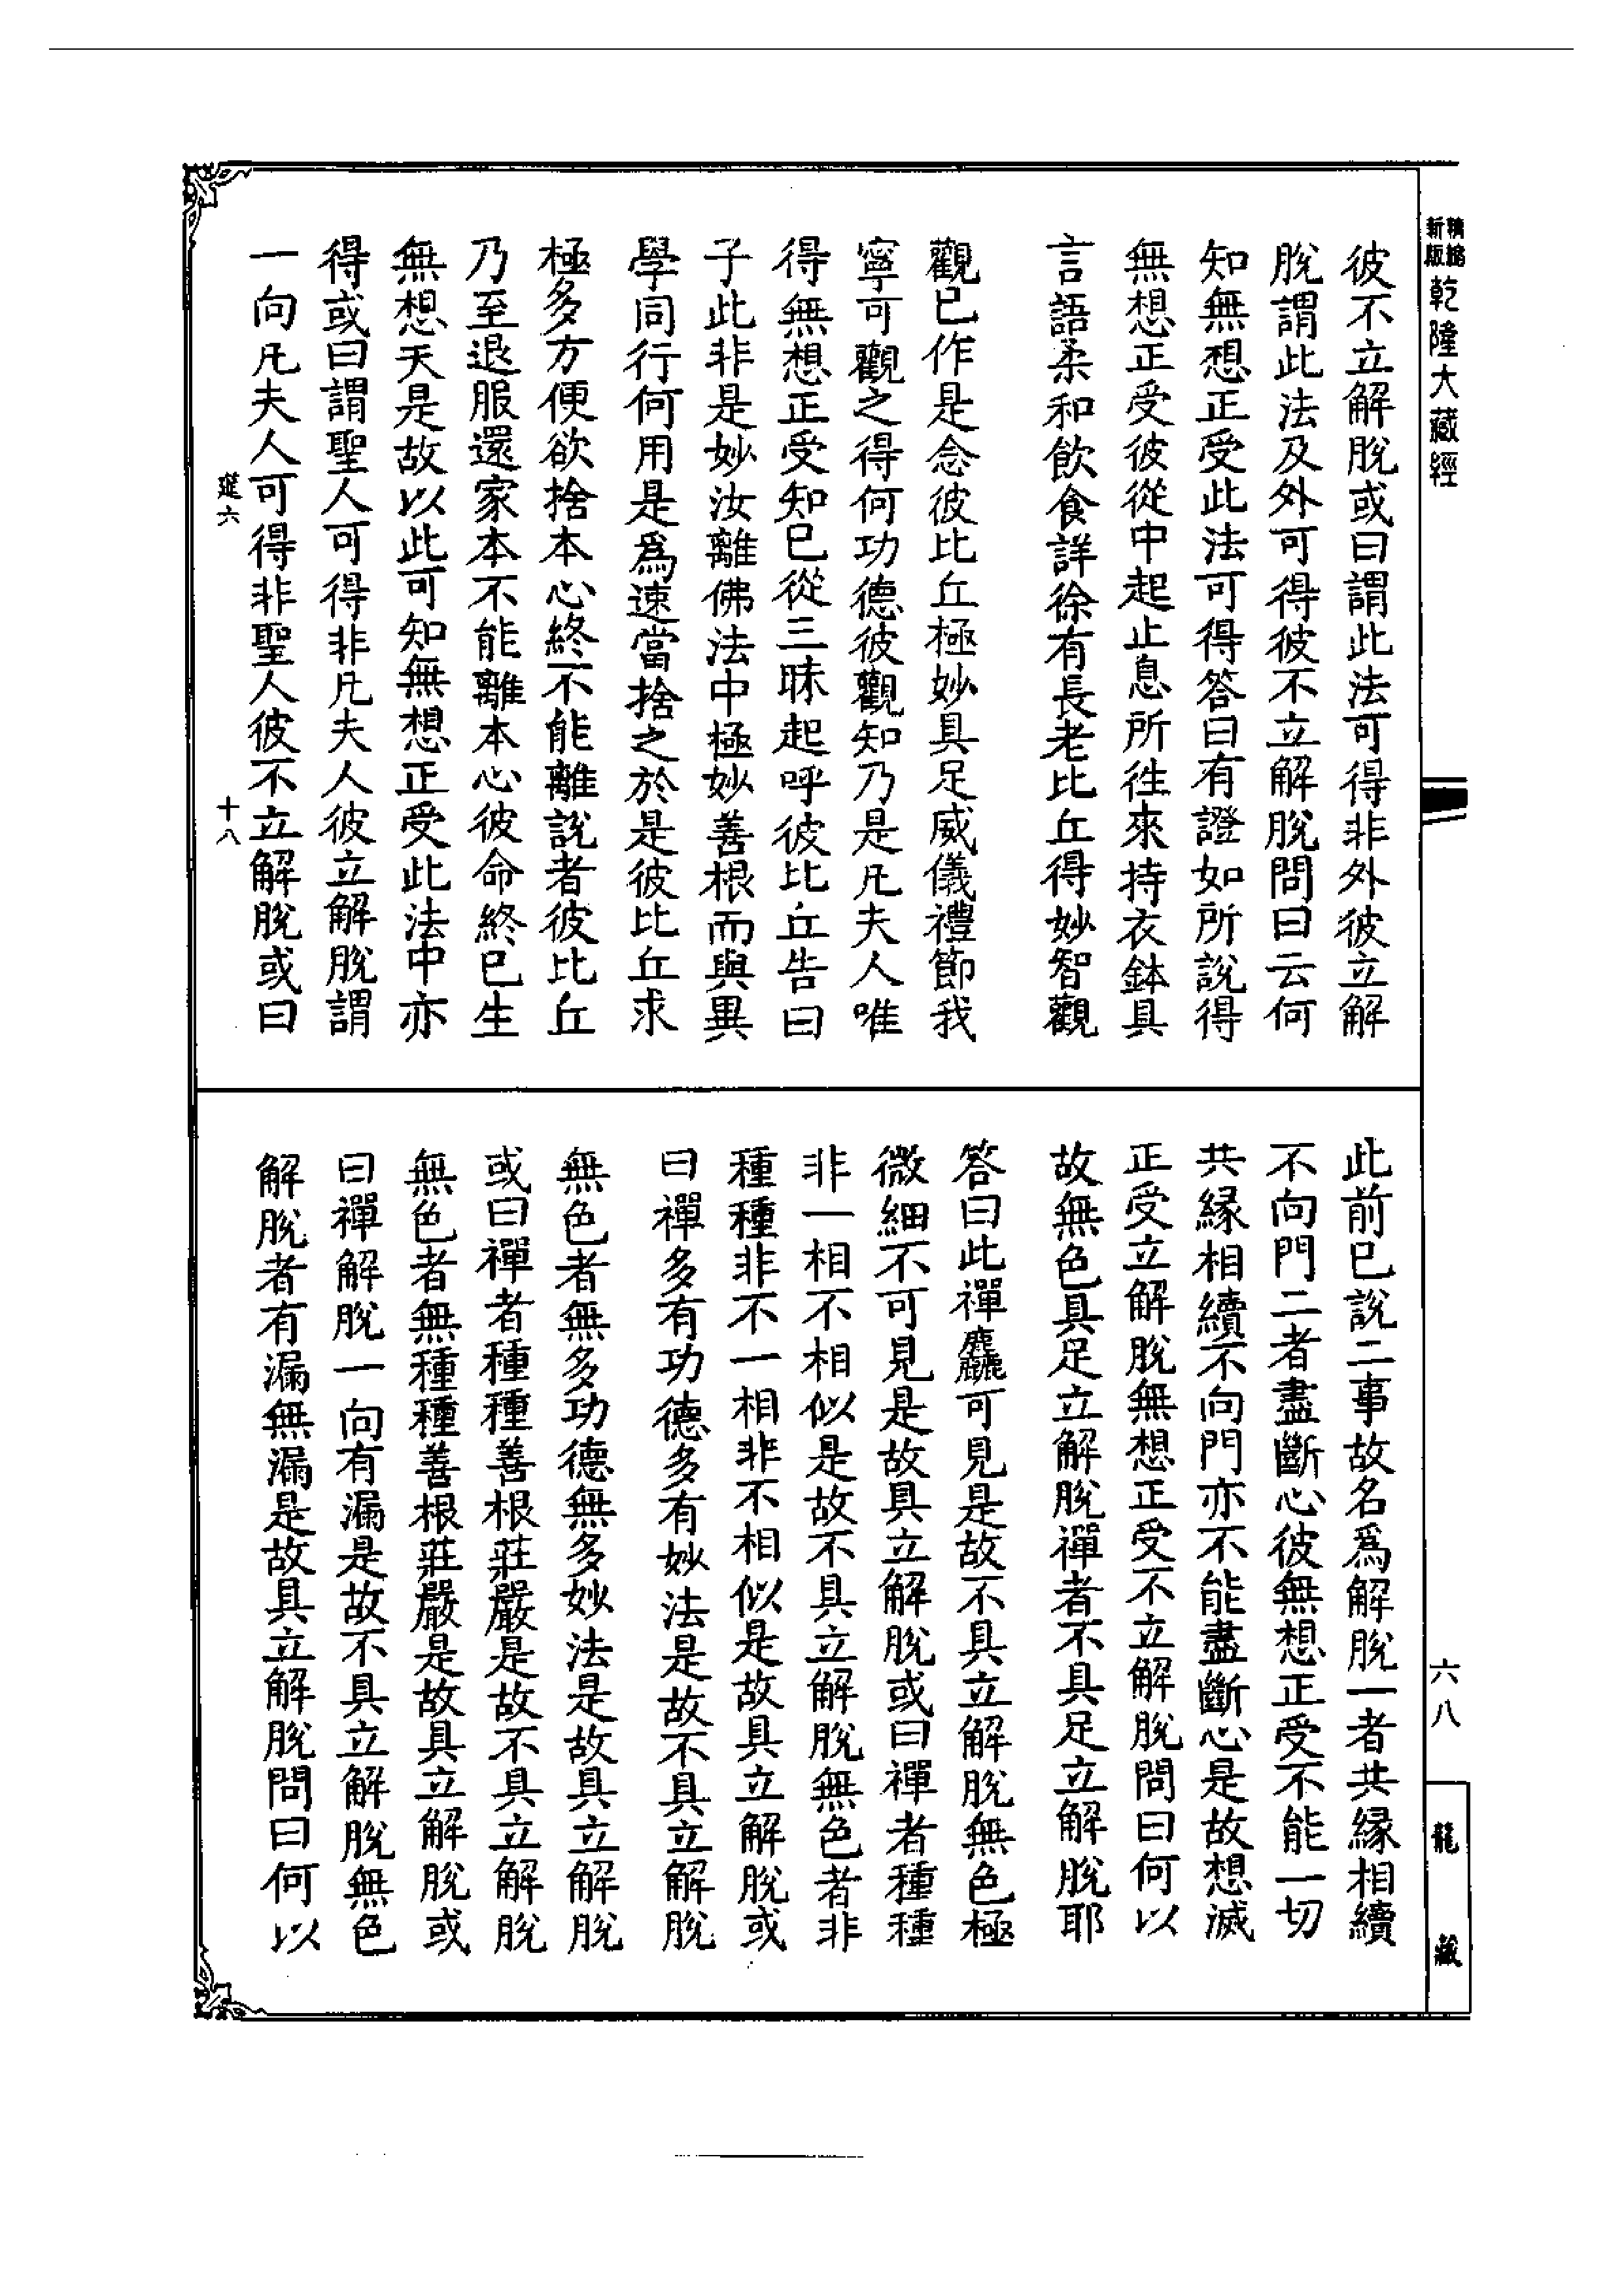 精縮新版乾隆大藏經
彼不立解脫或曰謂此法可得非外彼立解
脫謂此法及外可得彼不立解脫問曰云何
知無想正受此法可得答曰有證如所說得
無想正受彼從中起止息所徃來持衣鉢具
言語柔和飲食詳徐有長老比丘得妙智觀
觀已作是念彼比丘極妙具足威儀禮節我
寧可觀之得何功德彼觀知乃是凡夫人唯
得無想正受知已從三昧起呼彼比丘告曰
子此非是妙汝離佛法中極妙善根而與異
學同行何用是爲速當捨之於是彼比丘求
極多方便欲捨本心終不能離說者彼比丘
乃至退服還家本不能離本心彼命終已生
無想天是故以此可知無想正受此法中亦
得或曰謂聖人可得非凡夫人彼立解脫謂
一向凡夫人可得非聖人彼不立解脫或曰
筵六
十八
此前已說二事故名爲解脫一者共緣相續
不向門二者盡斷心彼無想正受不能一切
共緣相續不向門亦不能盡斷心是故想滅
正受立解脫無想正受不立解脫問曰何以
故無色具足立解脫禪者不具足立解脫耶
答曰此禪麤可見是故不具立解脫無色極
微細不可見是故具立解脫或曰禪者種種
非一相不相似是故不具立解脫無色者非
種種非不一相非不相似是故具立解脫或
曰禪多有功德多有妙法是故不具立解脫
無色者無多功德無多妙法是故具立解脫
或曰禪者種種善根莊嚴是故不具立解脫
無色者無種種善根莊嚴是故具立解脫或
曰禪解脫一向有漏是故不具立解脫無色
解脫者有漏無漏是故具立解脫問曰何以
六八
龍藏